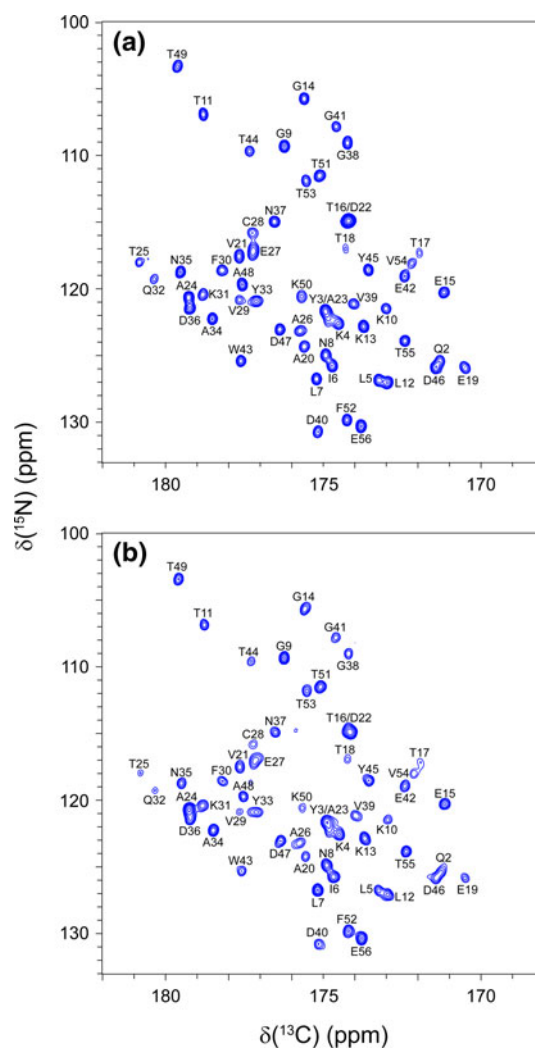 (a)
100
110
120
130
T49
G14
T11
G41
T44
G9
G38
T53
T51
N37
T16/D22
C28
T18
T17
T25
N35
F30
V21
E27
Y45
V54
E42
Q32
A48
A24
K31
Y33
K50
Y3/A23
V39
E15
D36
V29
K10
A34
D47
A26
K4
K13
A20
N8
T55
W43
I6
Q2
L7
L5
L12
D46
E19
D40
F52
E56
180
175
170
δ(¹⁵N) (ppm)
(b)
100
110
120
130
T49
G14
T11
G41
T44
G9
G38
T53
T51
N37
T16/D22
C28
T18
T17
T25
N35
F30
V21
E27
Y45
V54
E42
Q32
A48
A24
K31
Y33
K50
Y3/A23
V39
E15
D36
V29
K10
A34
D47
A26
K4
K13
A20
N8
T55
W43
I6
Q2
L7
L5
L12
D46
E19
D40
F52
E56
180
175
170
δ(¹³C) (ppm)